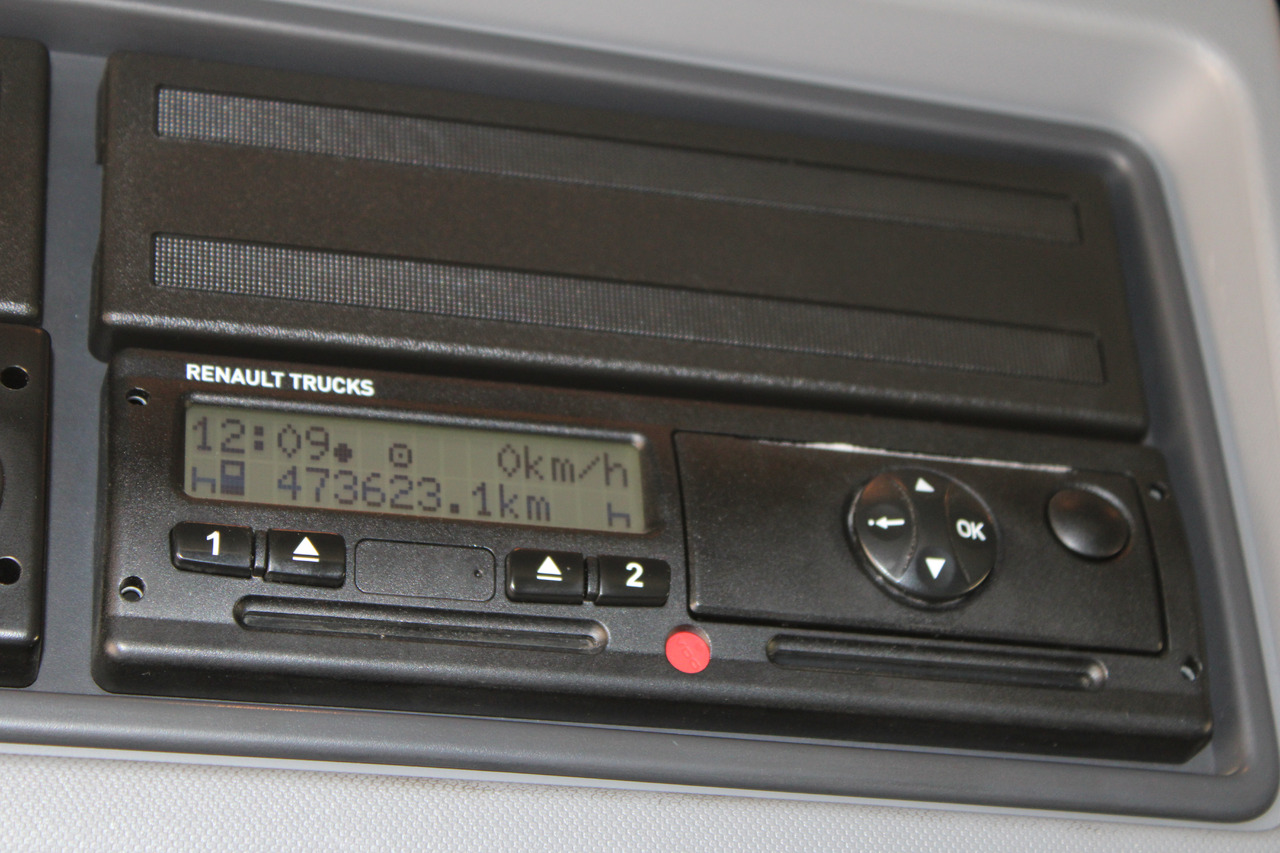 RENAULT TRUCKS
12:09 0km/h
473623.1km
1 2
OK